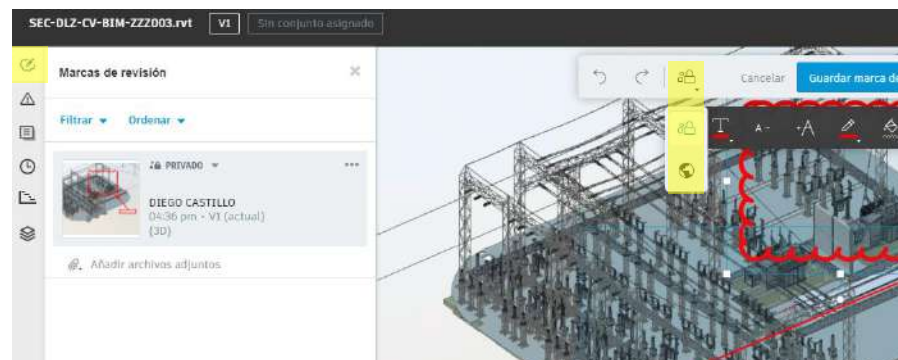 SEC-DLZ-CV-BIM-ZZZ003.rvt V1 Sin conjunto asignado
Marcas de revisión
Cancelar Guardar marca de
Filtrar Ordenar
T A- ·A
PRIVADO
DIEGO CASTILLO
04:36 pm - V1 (actual)
(3D)
Añadir archivos adjuntos